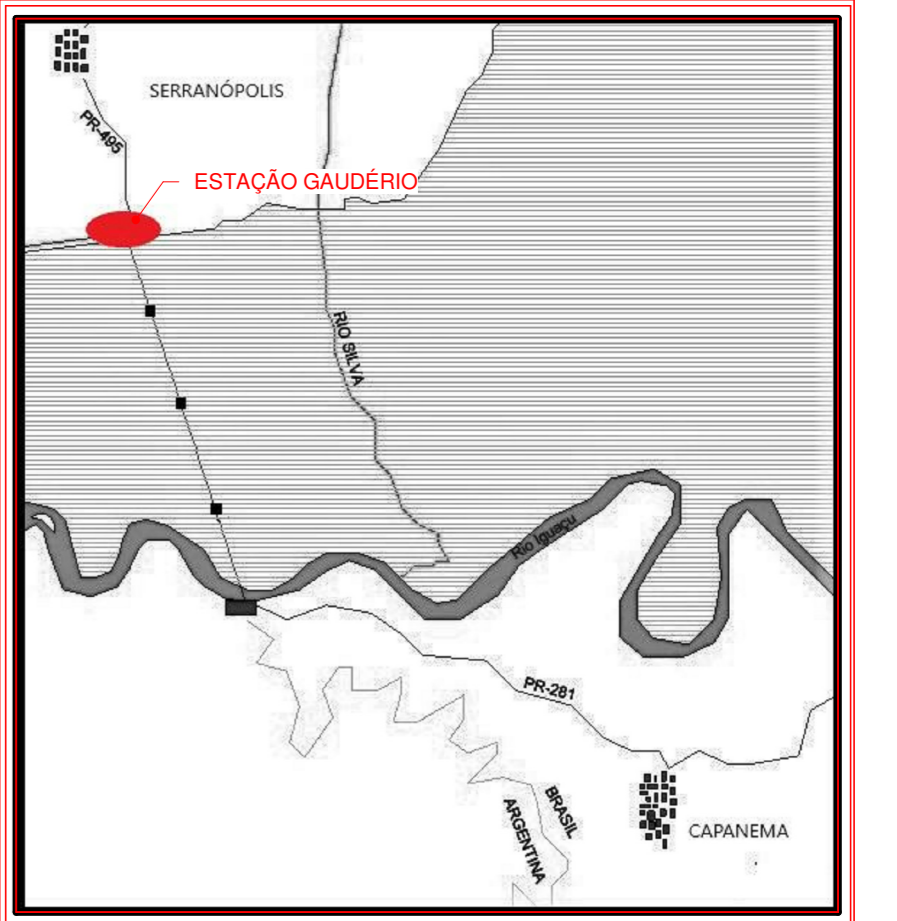 SERRANÓPOLIS
PR-495
ESTAÇÃO GAUDÉRIO
RIO SILVA
Rio Iguaçu
PR-281
BRASIL
ARGENTINA
CAPANEMA